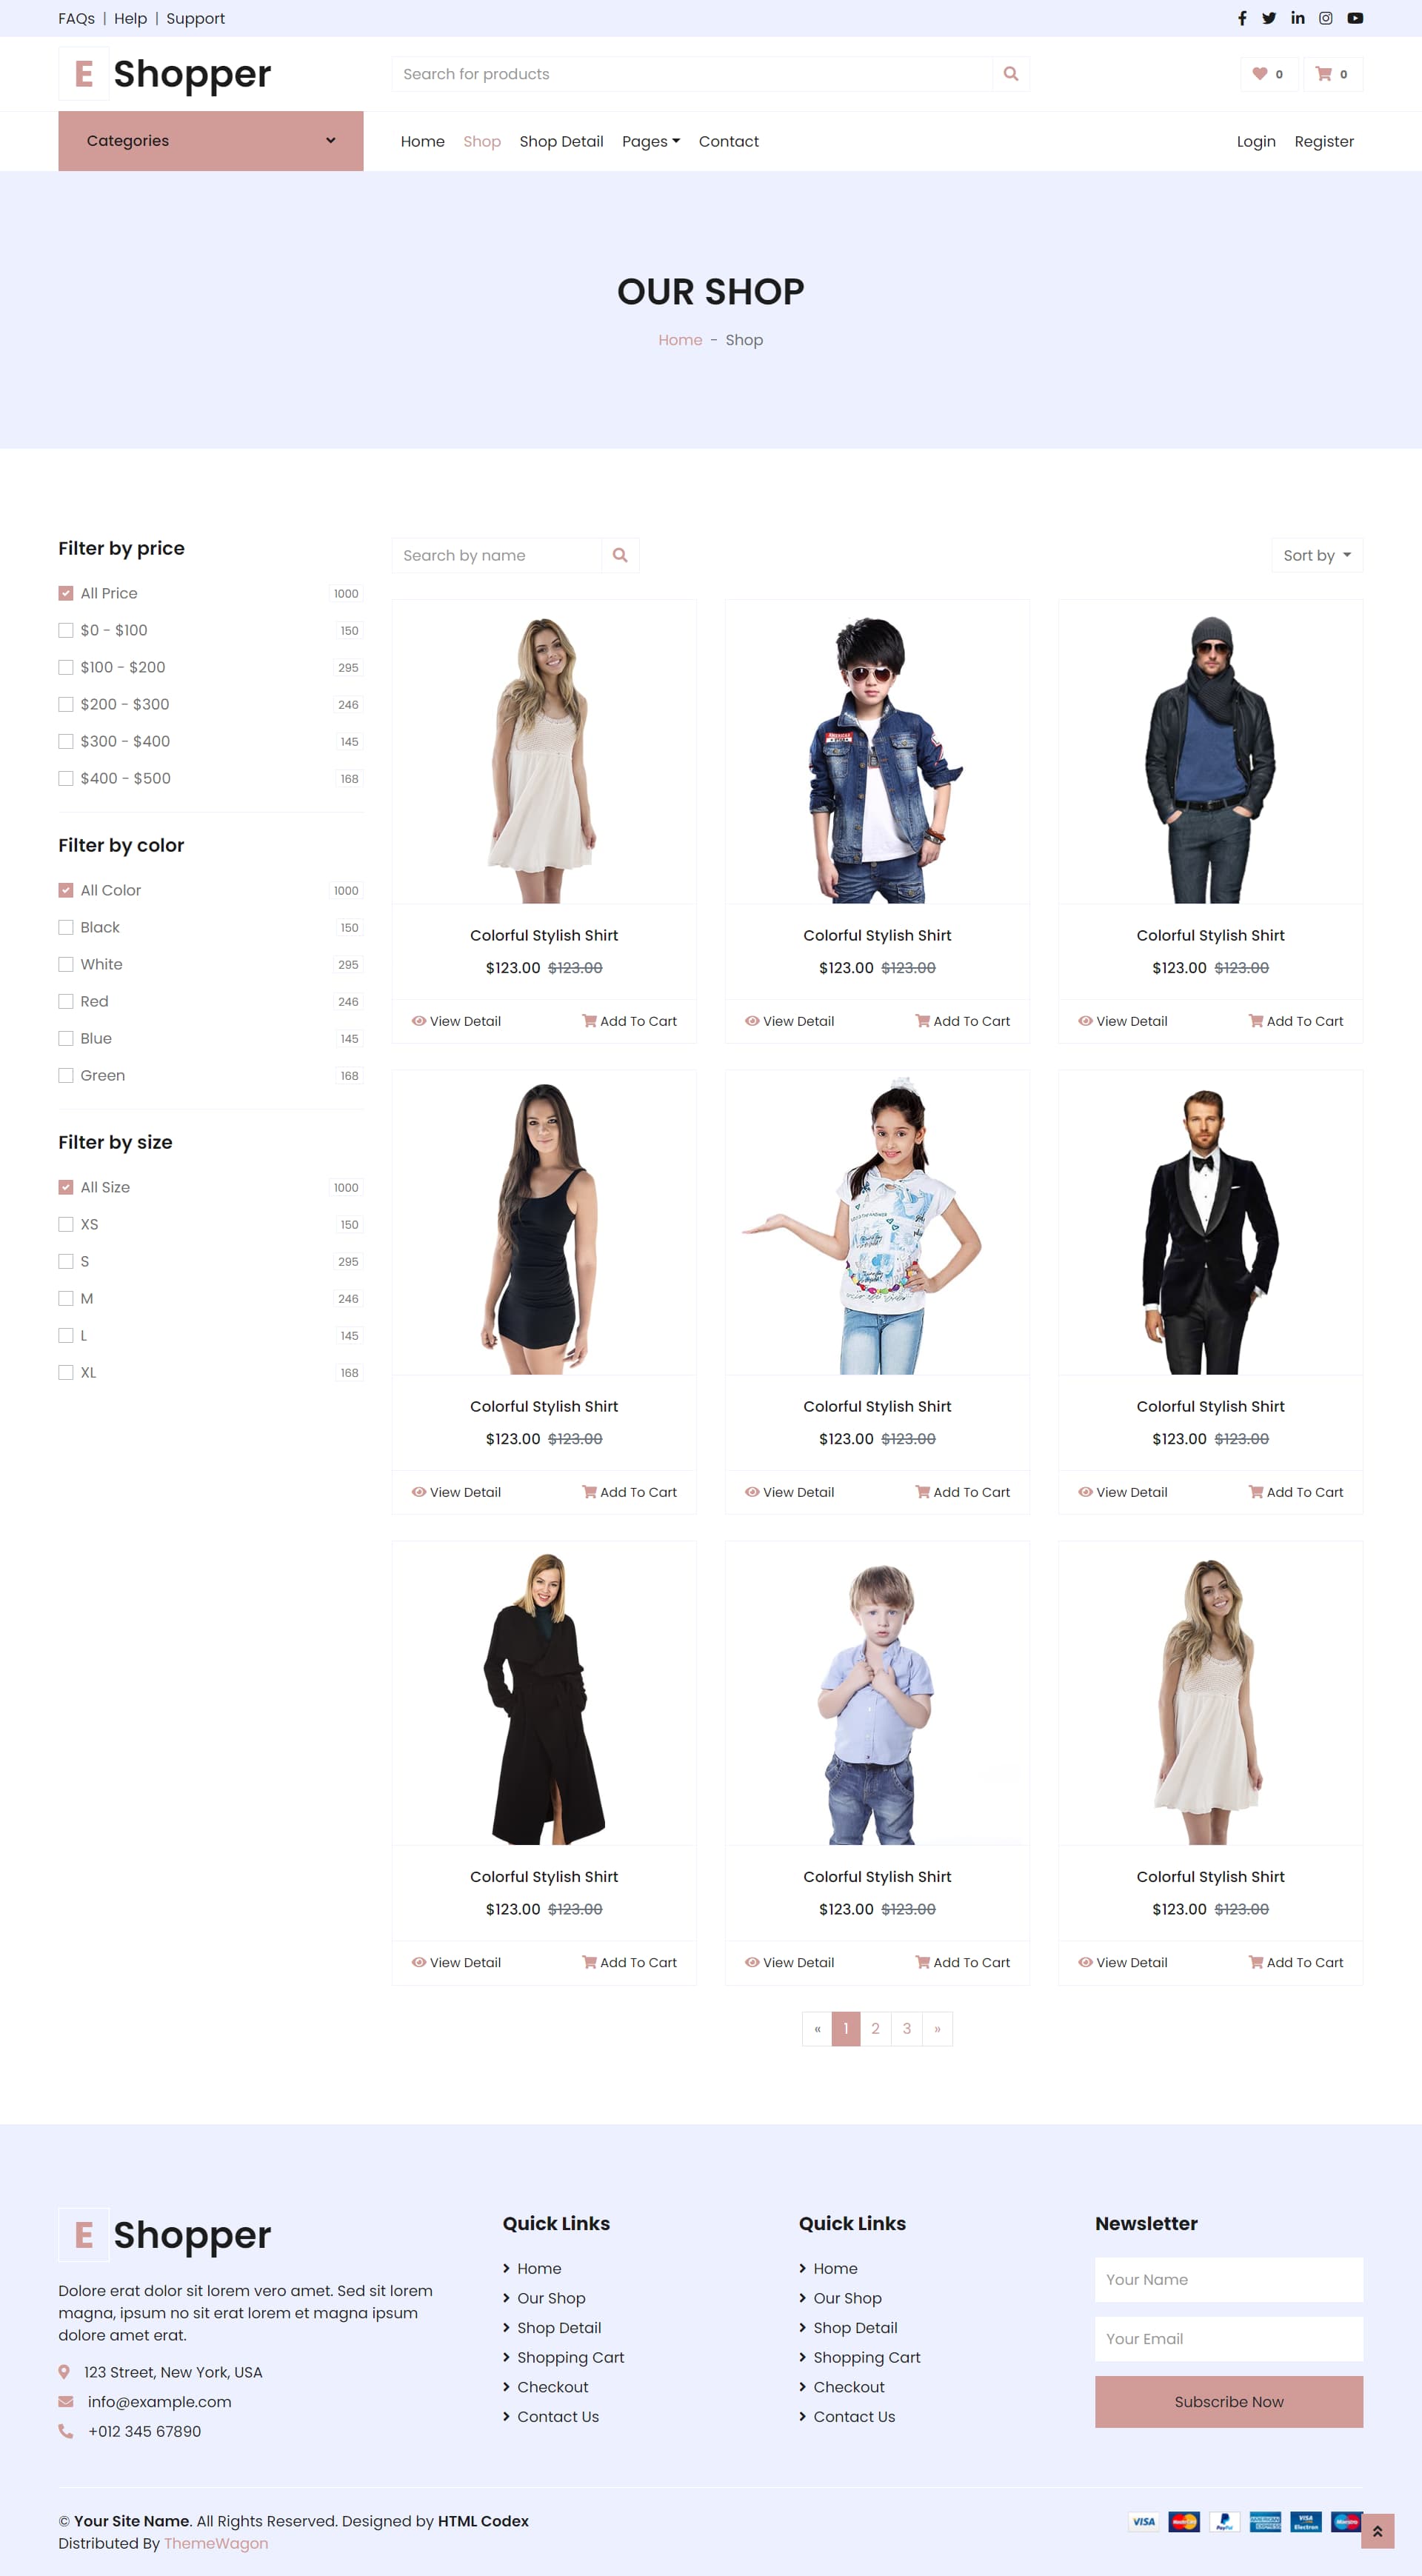 FAQs | Help | Support
E Shopper
Search for products
0
0
Categories
Home Shop Shop Detail Pages Contact
Login Register
OUR SHOP
Home - Shop
Filter by price
All Price 1000
$0 - $100 150
$100 - $200 295
$200 - $300 246
$300 - $400 145
$400 - $500 168
Filter by color
All Color 1000
Black 150
White 295
Red 246
Blue 145
Green 168
Filter by size
All Size 1000
XS 150
S 295
M 246
L 145
XL 168
Search by name
Sort by
Colorful Stylish Shirt
$123.00 $123.00
View Detail Add To Cart
Colorful Stylish Shirt
$123.00 $123.00
View Detail Add To Cart
Colorful Stylish Shirt
$123.00 $123.00
View Detail Add To Cart
Colorful Stylish Shirt
$123.00 $123.00
View Detail Add To Cart
Colorful Stylish Shirt
$123.00 $123.00
View Detail Add To Cart
Colorful Stylish Shirt
$123.00 $123.00
View Detail Add To Cart
Colorful Stylish Shirt
$123.00 $123.00
View Detail Add To Cart
Colorful Stylish Shirt
$123.00 $123.00
View Detail Add To Cart
Colorful Stylish Shirt
$123.00 $123.00
View Detail Add To Cart
« 1 2 3 »
E Shopper
Dolore erat dolor sit lorem vero amet. Sed sit lorem
magna, ipsum no sit erat lorem et magna ipsum
dolore amet erat.
123 Street, New York, USA
info@example.com
+012 345 67890
Quick Links
Home
Our Shop
Shop Detail
Shopping Cart
Checkout
Contact Us
Quick Links
Home
Our Shop
Shop Detail
Shopping Cart
Checkout
Contact Us
Newsletter
Your Name
Your Email
Subscribe Now
© Your Site Name. All Rights Reserved. Designed by HTML Codex
Distributed By ThemeWagon
VISA
PayPal
VISA Electron